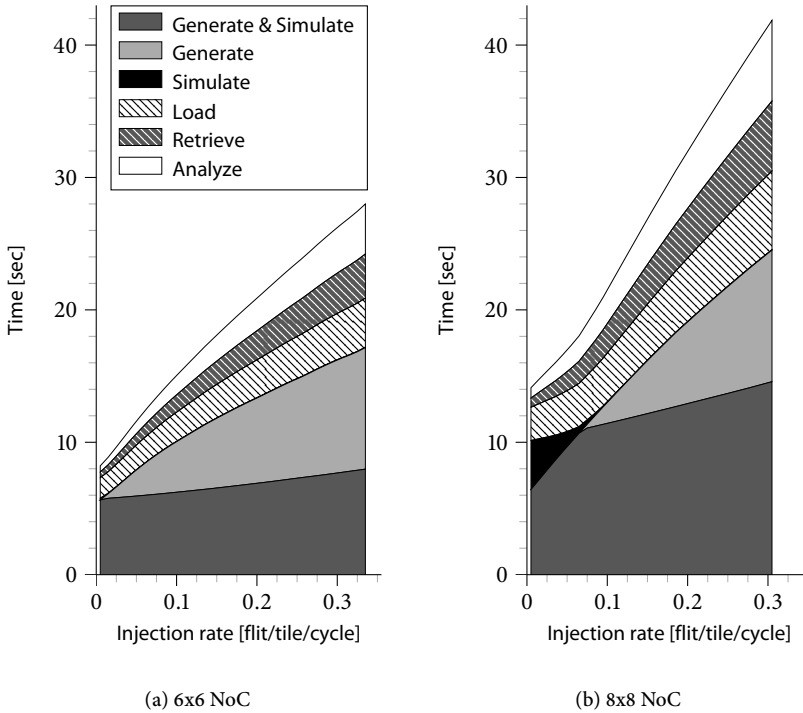 40
30
20
10
0
Time [sec]
Generate & Simulate
Generate
Simulate
Load
Retrieve
Analyze
0 0.1 0.2 0.3
Injection rate [flit/tile/cycle]
(a) 6x6 NoC
40
30
20
10
0
Time [sec]
0 0.1 0.2 0.3
Injection rate [flit/tile/cycle]
(b) 8x8 NoC